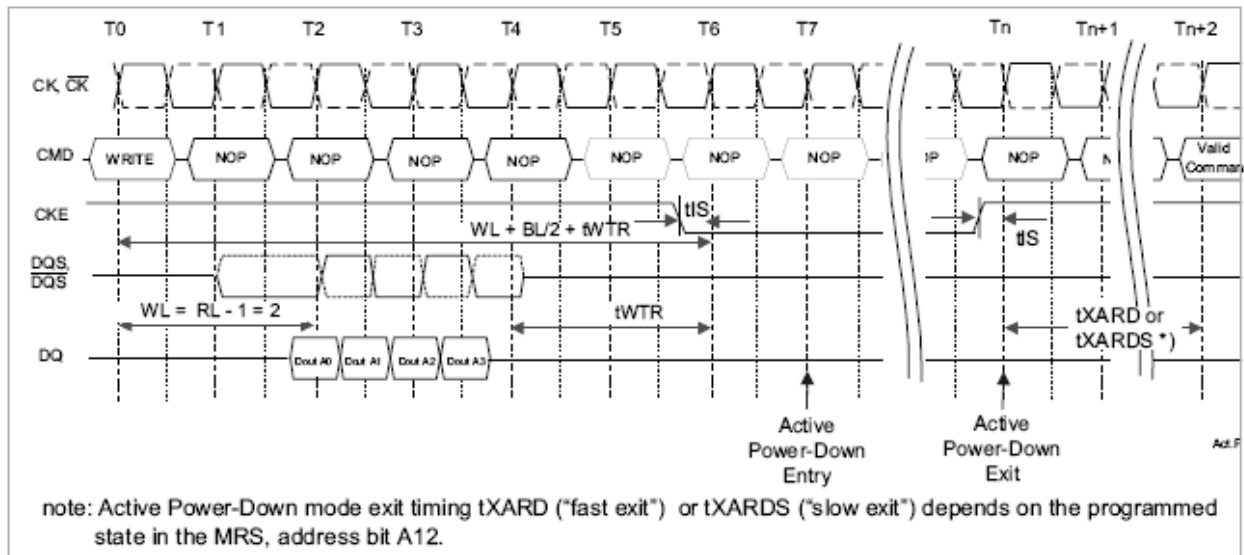 T0 T1 T2 T3 T4 T5 T6 T7 Tn Tn+1 Tn+2
CK, CK
CMD WRITE NOP NOP NOP NOP NOP NOP NOP NOP N Valid Comman
CKE tIS tIS
WL + BL/2 + tWTR
DQS,
DQS
WL = RL - 1 = 2 tWTR tXARD or
tXARDS *)
DQ Dout A0 Dout A1 Dout A2 Dout A3
Active
Power-Down
Entry
Active
Power-Down
Exit
Act.P
note: Active Power-Down mode exit timing tXARD ("fast exit") or tXARDS ("slow exit") depends on the programmed
state in the MRS, address bit A12.